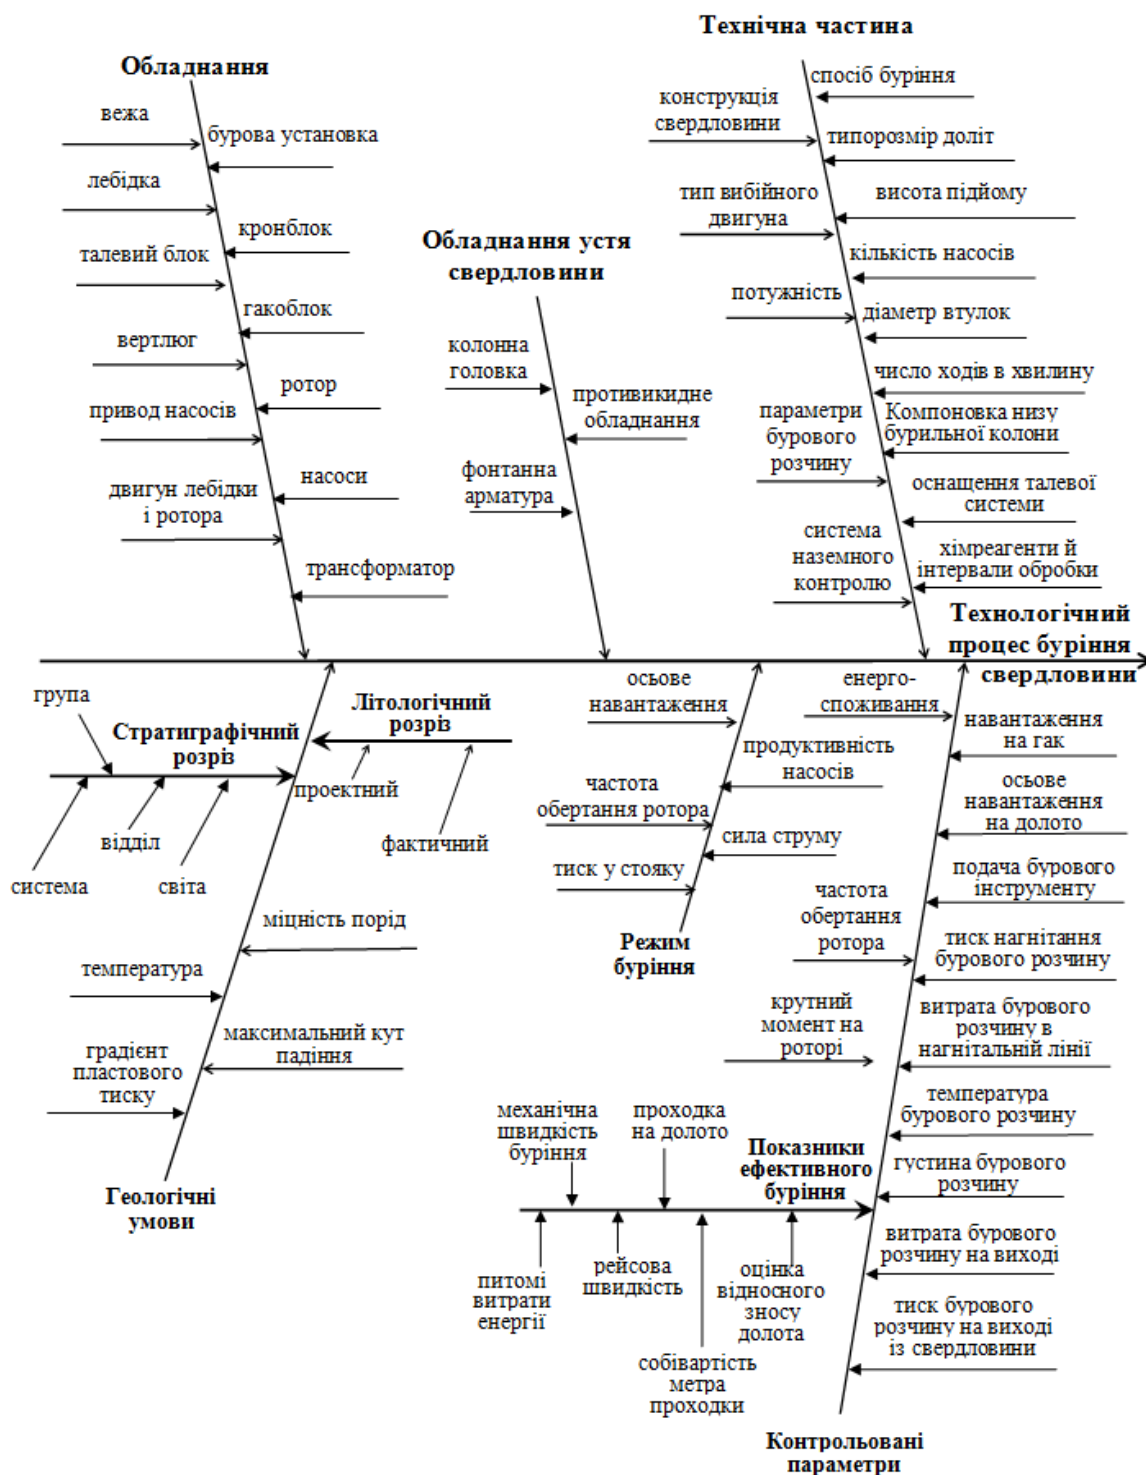 Обладнання
вежа
бурова установка
лебідка
кронблок
талевий блок
гакоблок
вертлюг
ротор
привод насосів
насоси
двигун лебідки
і ротора
трансформатор
Обладнання устя
свердловини
колонна
головка
противикидне
обладнання
фонтанна
арматура
Технічна частина
спосіб буріння
конструкція
свердловини
типорозмір доліт
тип вибійного
двигуна
висота підйому
кількість насосів
потужність
діаметр втулок
число ходів в хвилину
параметри
бурового
розчину
Компоновка низу
бурильної колони
оснащення талевої
системи
система
наземного
контролю
хімреагенти й
інтервали обробки
Технологічний
процес буріння
свердловини
група
Стратиграфічний
розріз
система
відділ
світа
Літологічний
розріз
проектний
фактичний
міцність порід
температура
максимальний кут
падіння
градієнт
пластового
тиску
Геологічні
умови
осьове
навантаження
продуктивність
насосів
частота
обертання ротора
сила струму
тиск у стояку
Режим
буріння
енерго-
споживання
навантаження
на гак
осьове
навантаження
на долото
подача бурового
інструменту
частота
обертання
ротора
тиск нагнітання
бурового розчину
крутний
момент на
роторі
витрата бурового
розчину в
нагнітальній лінії
температура
бурового розчину
густина бурового
розчину
механічна
швидкість
буріння
проходка
на долото
Показники
ефективного
буріння
питомі
витрати
енергії
рейсова
швидкість
собівартість
метра
проходки
оцінка
відносного
зносу
долота
витрата бурового
розчину на виході
тиск бурового
розчину на виході
із свердловини
Контрольовані
параметри